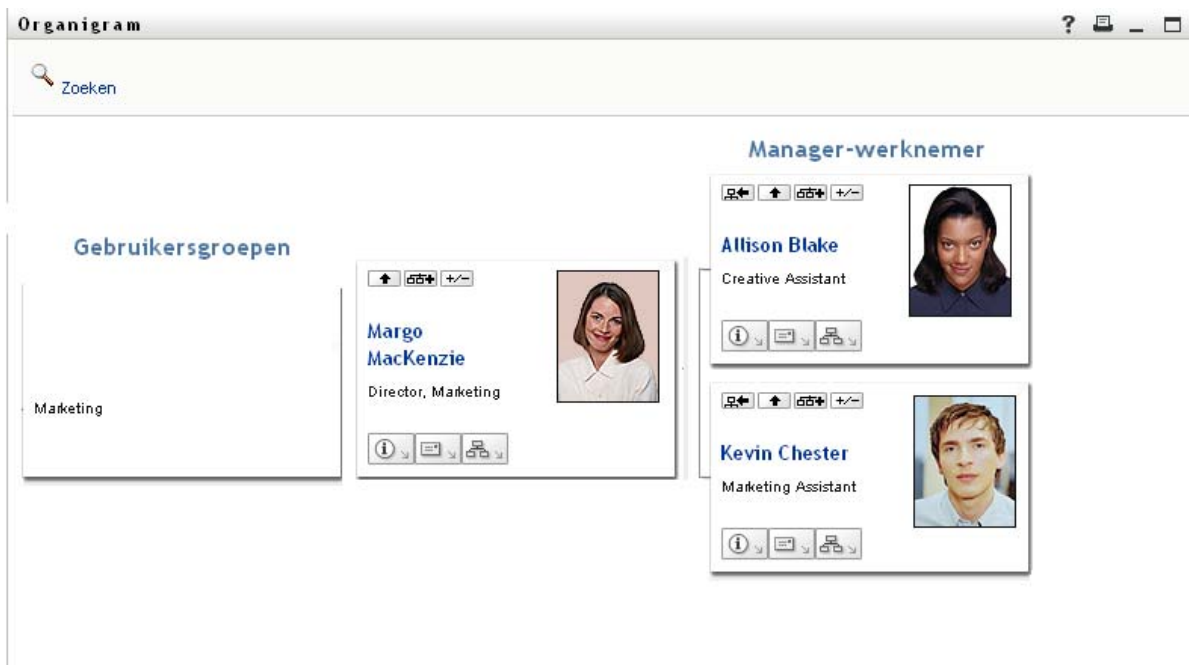 Organigram
Zoeken
Manager-werknemer
Gebruikersgroepen
Marketing
+/-
Margo
MacKenzie
Director, Marketing
+/-
Allison Blake
Creative Assistant
+/-
Kevin Chester
Marketing Assistant